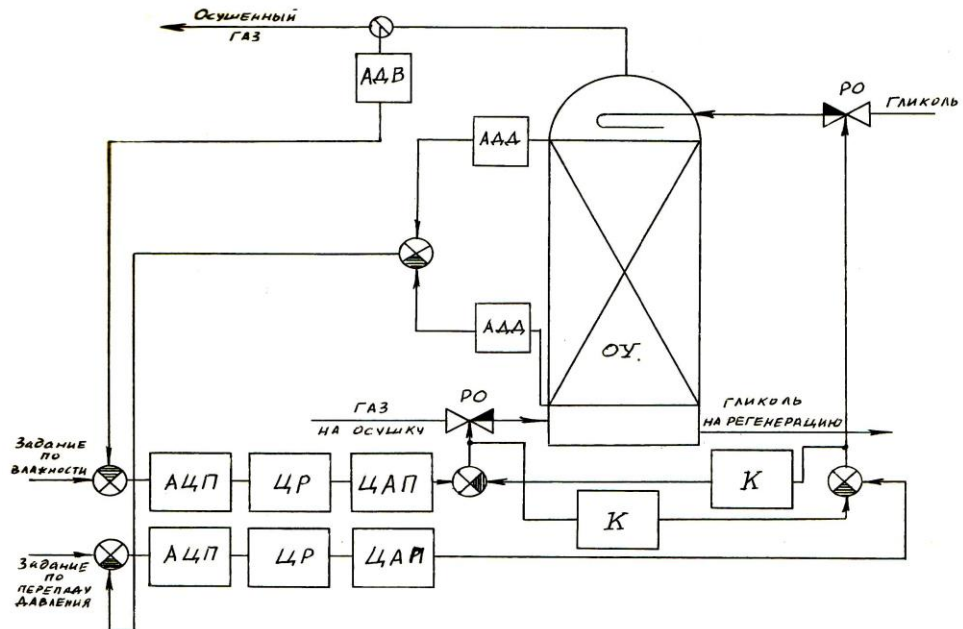 Осушенный
ГАЗ
АДВ
РО
ГЛИКОЛЬ
АДД
АДД
ОУ.
ГАЗ
НА ОСУШКУ
РО
ГЛИКОЛЬ
НА РЕГЕНЕРАЦИЮ
Задание
по
влажности
АЦП
ЦР
ЦАП
К
К
АЦП
ЦР
ЦАП
Задание
по
перепаду
давления